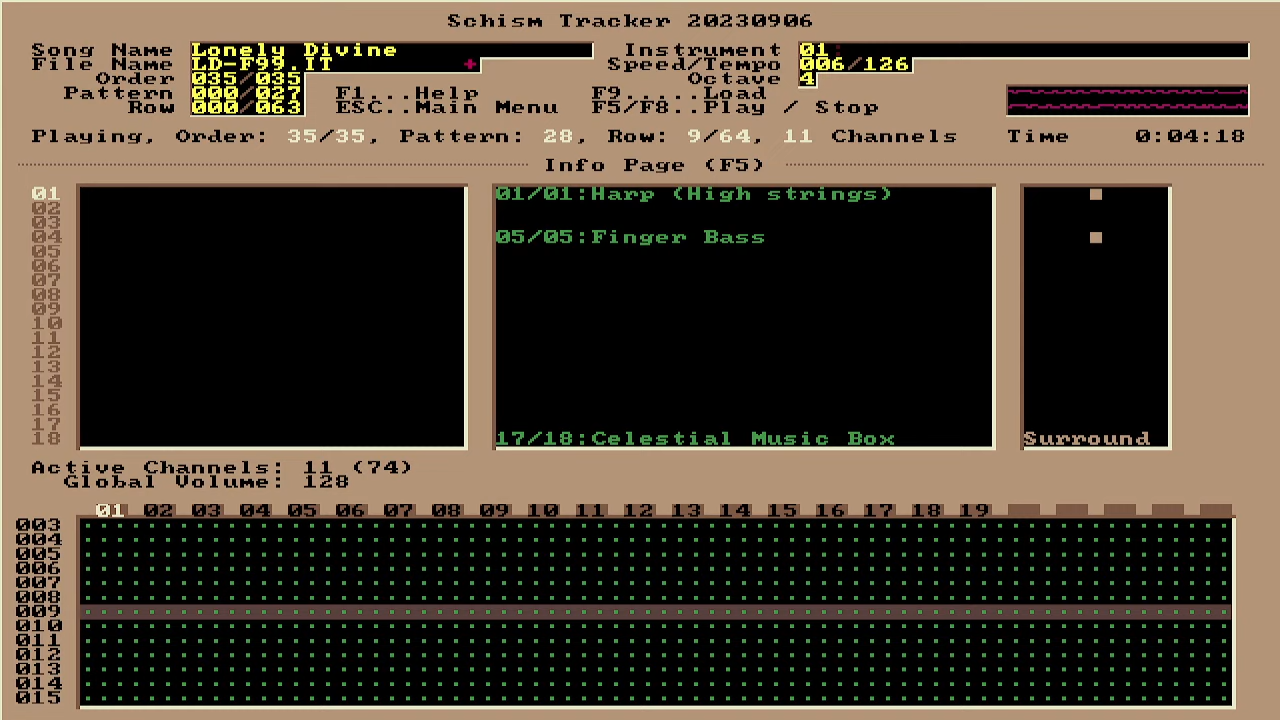 Schism Tracker 20230906
Song Name Lonely Divine Instrument 01:
File Name LD-F99.IT + Speed/Tempo 006/126
Order 035/035 Octave 4
Pattern 000/027 F1...Help F9.....Load
Row 000/063 ESC..Main Menu F5/F8..Play / Stop
Playing, Order: 35/35, Pattern: 28, Row: 9/64, 11 Channels Time 0:04:18
Info Page (F5)
01 01/01:Harp (High strings)
02
03
04 05/05:Finger Bass
05
06
07
08
09
10
11
12
13
14
15
16
17
18 17/18:Celestial Music Box Surround
Active Channels: 11 (74)
Global Volume: 128
01 02 03 04 05 06 07 08 09 10 11 12 13 14 15 16 17 18 19
003
004
005
006
007
008
009
010
011
012
013
014
015